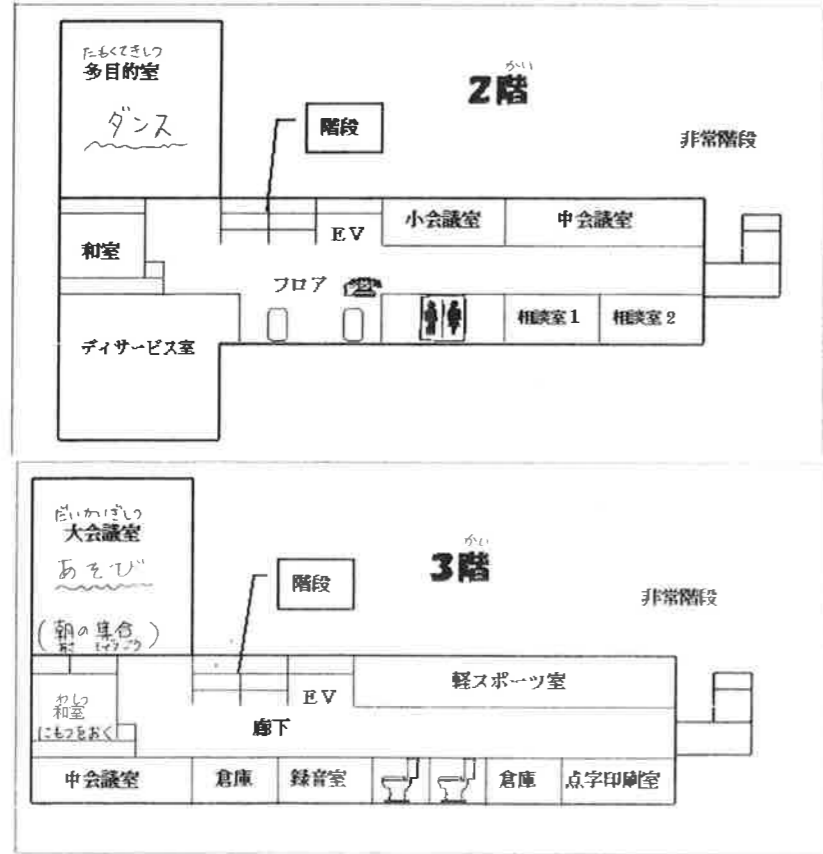 たもくてきしつ
多目的室
ダンス
かい
2階
階段
非常階段
和室
EV
小会議室
中会議室
フロア
ディサービス室
相談室1
相談室2
だいかいぎしつ
大会議室
あそび
(朝の集合)
かい
3階
階段
非常階段
わしつ
和室
にもつをおく
EV
軽スポーツ室
廊下
中会議室
倉庫
録音室
倉庫
点字印刷室